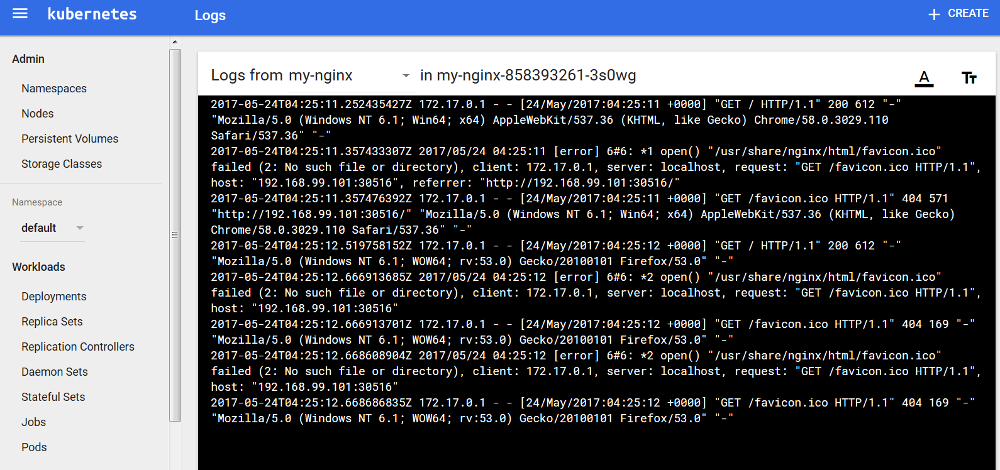 kubernetes
Logs
CREATE
Admin
Namespaces
Nodes
Persistent Volumes
Storage Classes
Namespace
default
Workloads
Deployments
Replica Sets
Replication Controllers
Daemon Sets
Stateful Sets
Jobs
Pods
Logs from my-nginx in my-nginx-858393261-3s0wg
A
TT
2017-05-24T04:25:11.252435427Z 172.17.0.1 - - [24/May/2017:04:25:11 +0000] "GET / HTTP/1.1" 200 612 "-"
"Mozilla/5.0 (Windows NT 6.1; Win64; x64) AppleWebKit/537.36 (KHTML, like Gecko) Chrome/58.0.3029.110
Safari/537.36" "-"
2017-05-24T04:25:11.357433307Z 2017/05/24 04:25:11 [error] 6#6: *1 open() "/usr/share/nginx/html/favicon.ico"
failed (2: No such file or directory), client: 172.17.0.1, server: localhost, request: "GET /favicon.ico HTTP/1.1",
host: "192.168.99.101:30516", referrer: "http://192.168.99.101:30516/"
2017-05-24T04:25:11.357476392Z 172.17.0.1 - - [24/May/2017:04:25:11 +0000] "GET /favicon.ico HTTP/1.1" 404 571
"http://192.168.99.101:30516/" "Mozilla/5.0 (Windows NT 6.1; Win64; x64) AppleWebKit/537.36 (KHTML, like Gecko)
Chrome/58.0.3029.110 Safari/537.36" "-"
2017-05-24T04:25:12.519758152Z 172.17.0.1 - - [24/May/2017:04:25:12 +0000] "GET / HTTP/1.1" 200 612 "-"
"Mozilla/5.0 (Windows NT 6.1; WOW64; rv:53.0) Gecko/20100101 Firefox/53.0" "-"
2017-05-24T04:25:12.666913685Z 2017/05/24 04:25:12 [error] 6#6: *2 open() "/usr/share/nginx/html/favicon.ico"
failed (2: No such file or directory), client: 172.17.0.1, server: localhost, request: "GET /favicon.ico HTTP/1.1",
host: "192.168.99.101:30516"
2017-05-24T04:25:12.666913701Z 172.17.0.1 - - [24/May/2017:04:25:12 +0000] "GET /favicon.ico HTTP/1.1" 404 169 "-"
"Mozilla/5.0 (Windows NT 6.1; WOW64; rv:53.0) Gecko/20100101 Firefox/53.0" "-"
2017-05-24T04:25:12.668608904Z 2017/05/24 04:25:12 [error] 6#6: *2 open() "/usr/share/nginx/html/favicon.ico"
failed (2: No such file or directory), client: 172.17.0.1, server: localhost, request: "GET /favicon.ico HTTP/1.1",
host: "192.168.99.101:30516"
2017-05-24T04:25:12.668686835Z 172.17.0.1 - - [24/May/2017:04:25:12 +0000] "GET /favicon.ico HTTP/1.1" 404 169 "-"
"Mozilla/5.0 (Windows NT 6.1; WOW64; rv:53.0) Gecko/20100101 Firefox/53.0" "-"